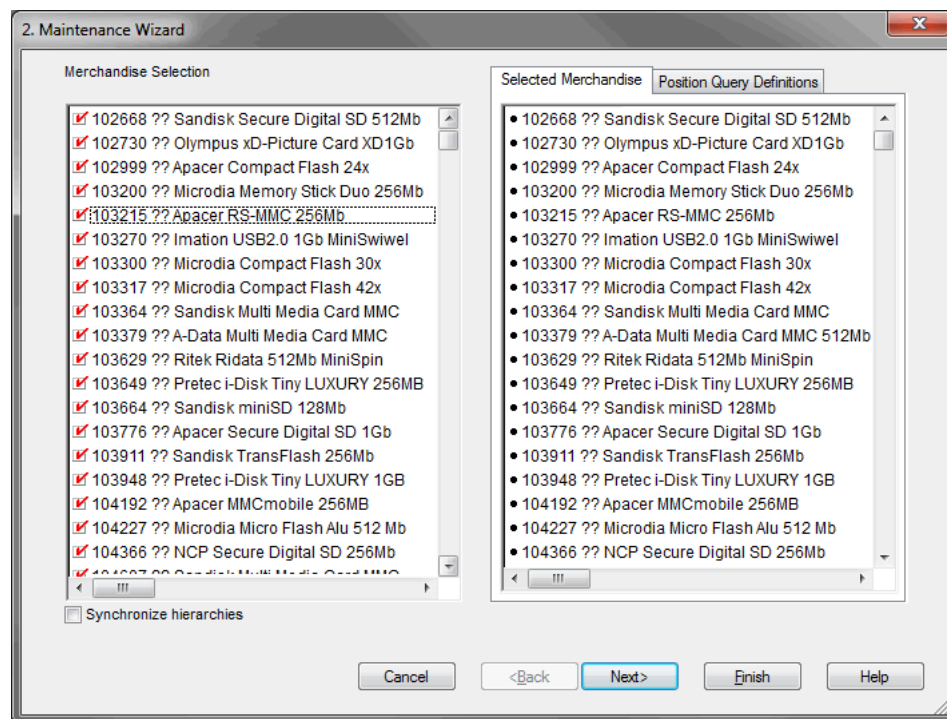 2. Maintenance Wizard
Merchandise Selection
102668 ?? Sandisk Secure Digital SD 512Mb
102730 ?? Olympus xD-Picture Card XD1Gb
102999 ?? Apacer Compact Flash 24x
103200 ?? Microdia Memory Stick Duo 256Mb
103215 ?? Apacer RS-MMC 256Mb
103270 ?? Imation USB2.0 1Gb MiniSwiwel
103300 ?? Microdia Compact Flash 30x
103317 ?? Microdia Compact Flash 42x
103364 ?? Sandisk Multi Media Card MMC
103379 ?? A-Data Multi Media Card MMC
103629 ?? Ritek Ridata 512Mb MiniSpin
103649 ?? Pretec i-Disk Tiny LUXURY 256MB
103664 ?? Sandisk miniSD 128Mb
103776 ?? Apacer Secure Digital SD 1Gb
103911 ?? Sandisk TransFlash 256Mb
103948 ?? Pretec i-Disk Tiny LUXURY 1GB
104192 ?? Apacer MMCmobile 256MB
104227 ?? Microdia Micro Flash Alu 512 Mb
104366 ?? NCP Secure Digital SD 256Mb
?? Sandisk Multi Media Card MMC
Synchronize hierarchies
Selected Merchandise
Position Query Definitions
102668 ?? Sandisk Secure Digital SD 512Mb
102730 ?? Olympus xD-Picture Card XD1Gb
102999 ?? Apacer Compact Flash 24x
103200 ?? Microdia Memory Stick Duo 256Mb
103215 ?? Apacer RS-MMC 256Mb
103270 ?? Imation USB2.0 1Gb MiniSwiwel
103300 ?? Microdia Compact Flash 30x
103317 ?? Microdia Compact Flash 42x
103364 ?? Sandisk Multi Media Card MMC
103379 ?? A-Data Multi Media Card MMC 512Mb
103629 ?? Ritek Ridata 512Mb MiniSpin
103649 ?? Pretec i-Disk Tiny LUXURY 256MB
103664 ?? Sandisk miniSD 128Mb
103776 ?? Apacer Secure Digital SD 1Gb
103911 ?? Sandisk TransFlash 256Mb
103948 ?? Pretec i-Disk Tiny LUXURY 1GB
104192 ?? Apacer MMCmobile 256MB
104227 ?? Microdia Micro Flash Alu 512 Mb
104366 ?? NCP Secure Digital SD 256Mb
Cancel
<Back
Next>
Finish
Help